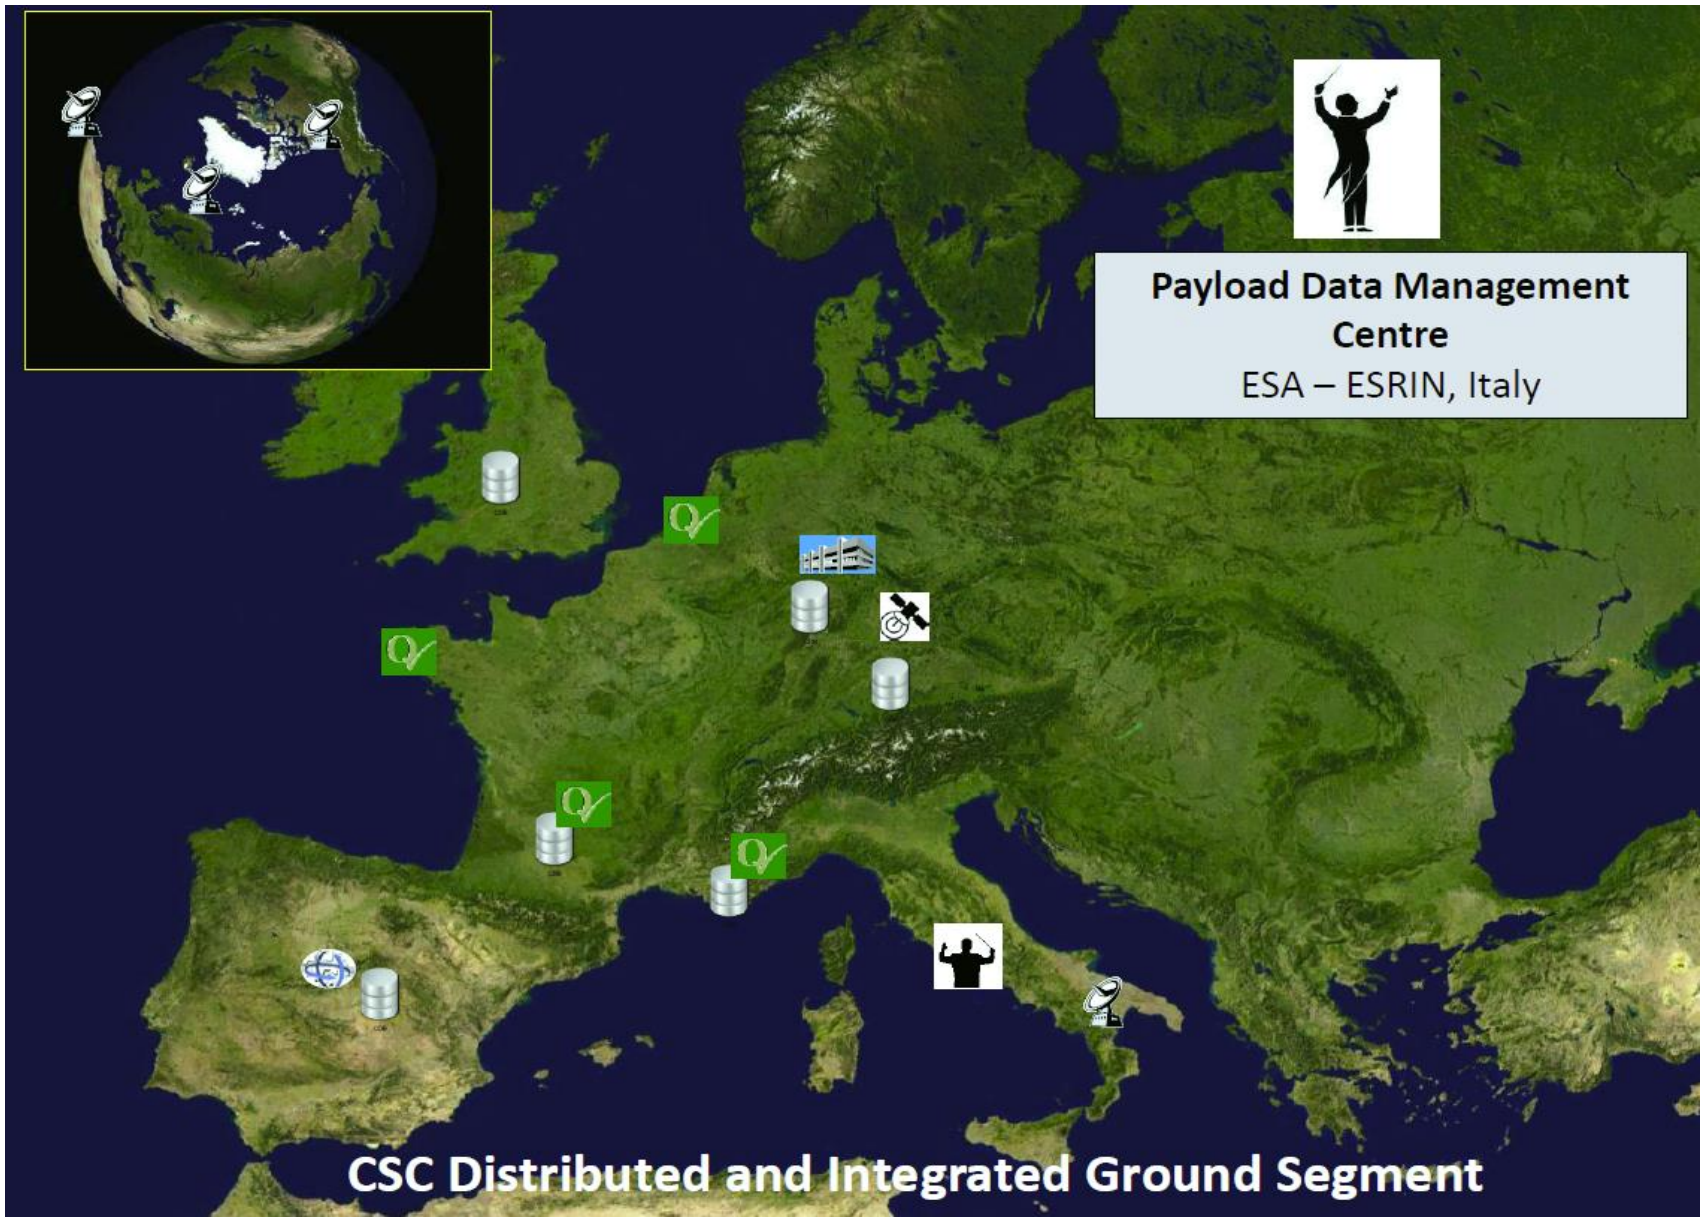 Payload Data Management
Centre
ESA – ESRIN, Italy
CSC Distributed and Integrated Ground Segment